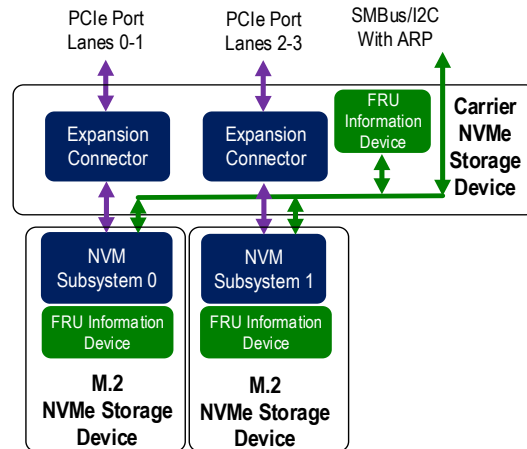 PCIe Port
Lanes 0-1
PCIe Port
Lanes 2-3
SMBus/I2C
With ARP
Expansion
Connector
Expansion
Connector
FRU
Information
Device
Carrier
NVMe
Storage
Device
NVM
Subsystem 0
FRU Information
Device
M.2
NVMe Storage
Device
NVM
Subsystem 1
FRU Information
Device
M.2
NVMe Storage
Device